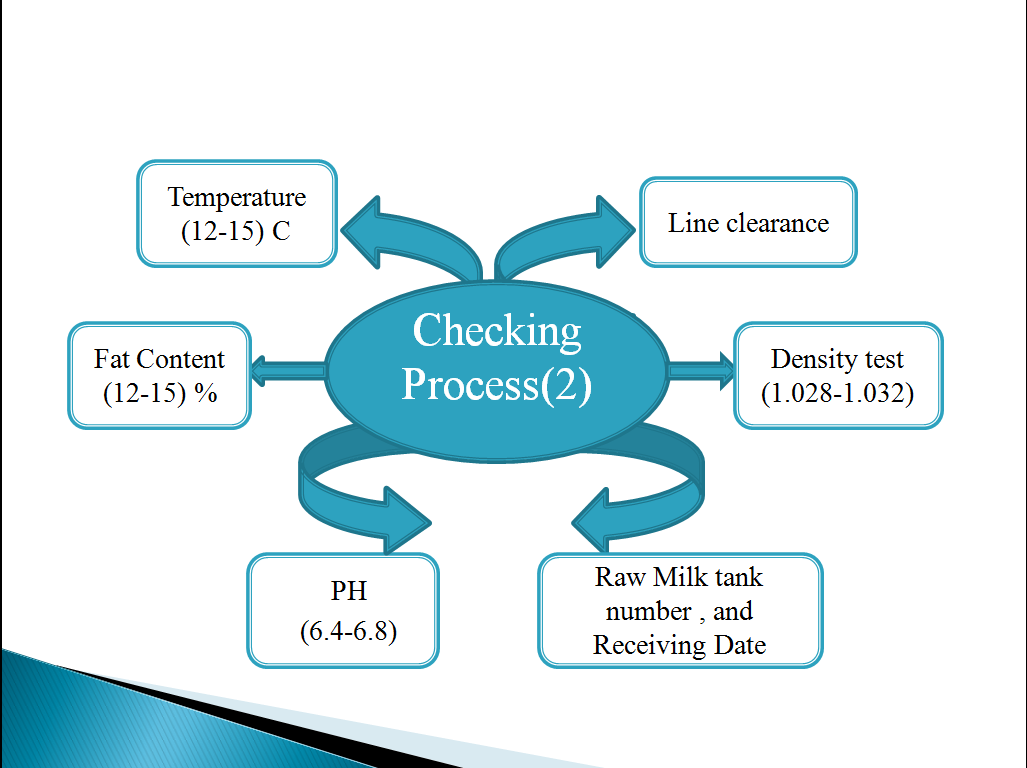 Temperature
(12-15) C
Line clearance
Checking
Process(2)
Fat Content
(12-15) %
Density test
(1.028-1.032)
PH
(6.4-6.8)
Raw Milk tank
number , and
Receiving Date